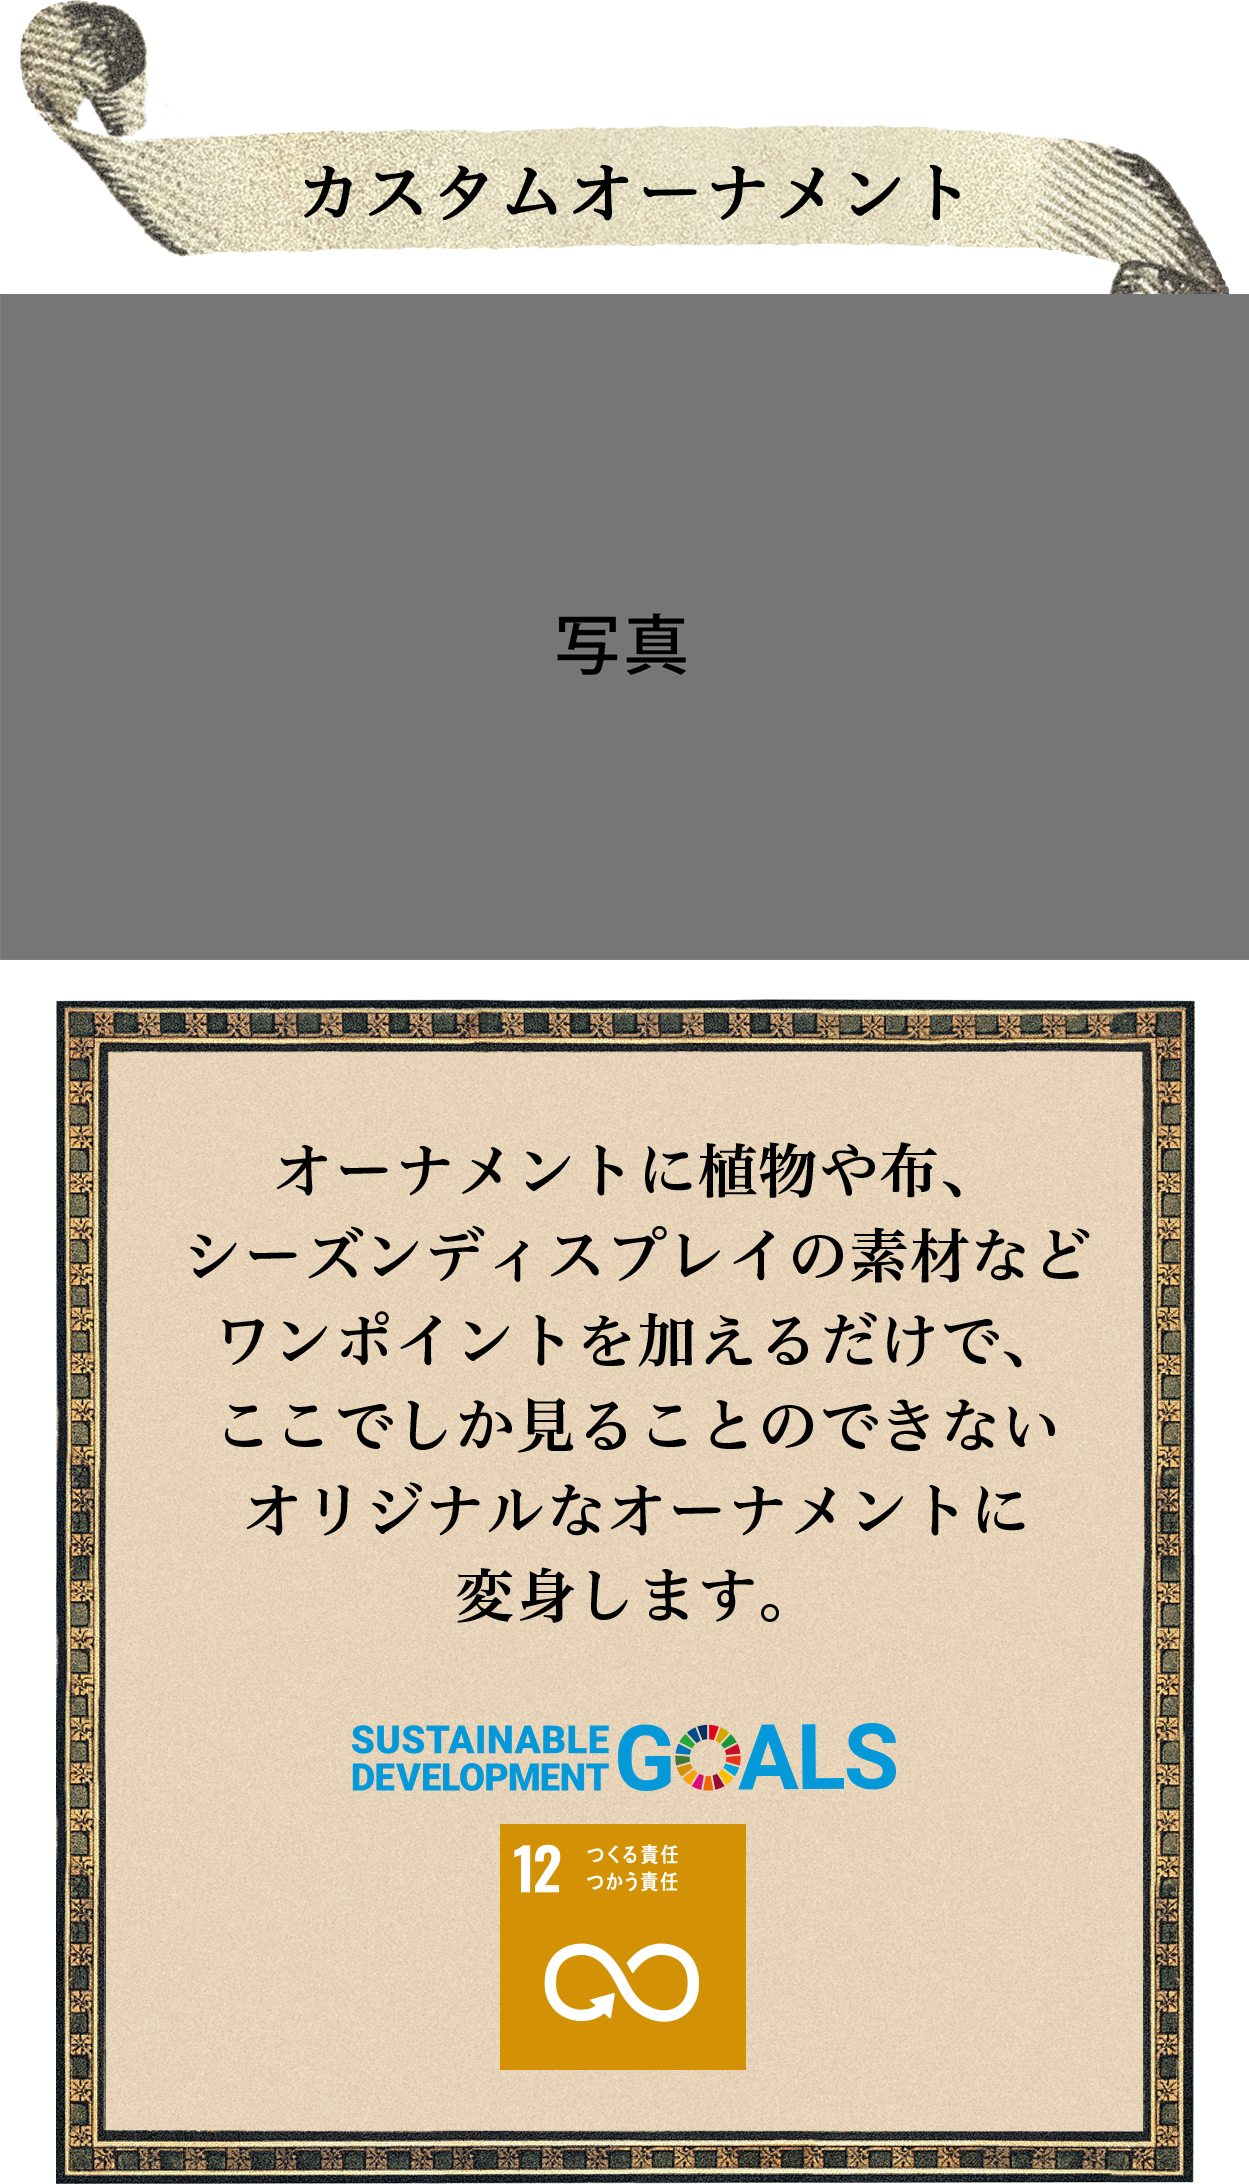 カスタムオーナメント
写真
オーナメントに植物や布、
シーズンディスプレイの素材など
ワンポイントを加えるだけで、
ここでしか見ることのできない
オリジナルなオーナメントに
変身します。
SUSTAINABLE
DEVELOPMENT GOALS
12 つくる責任
つかう責任